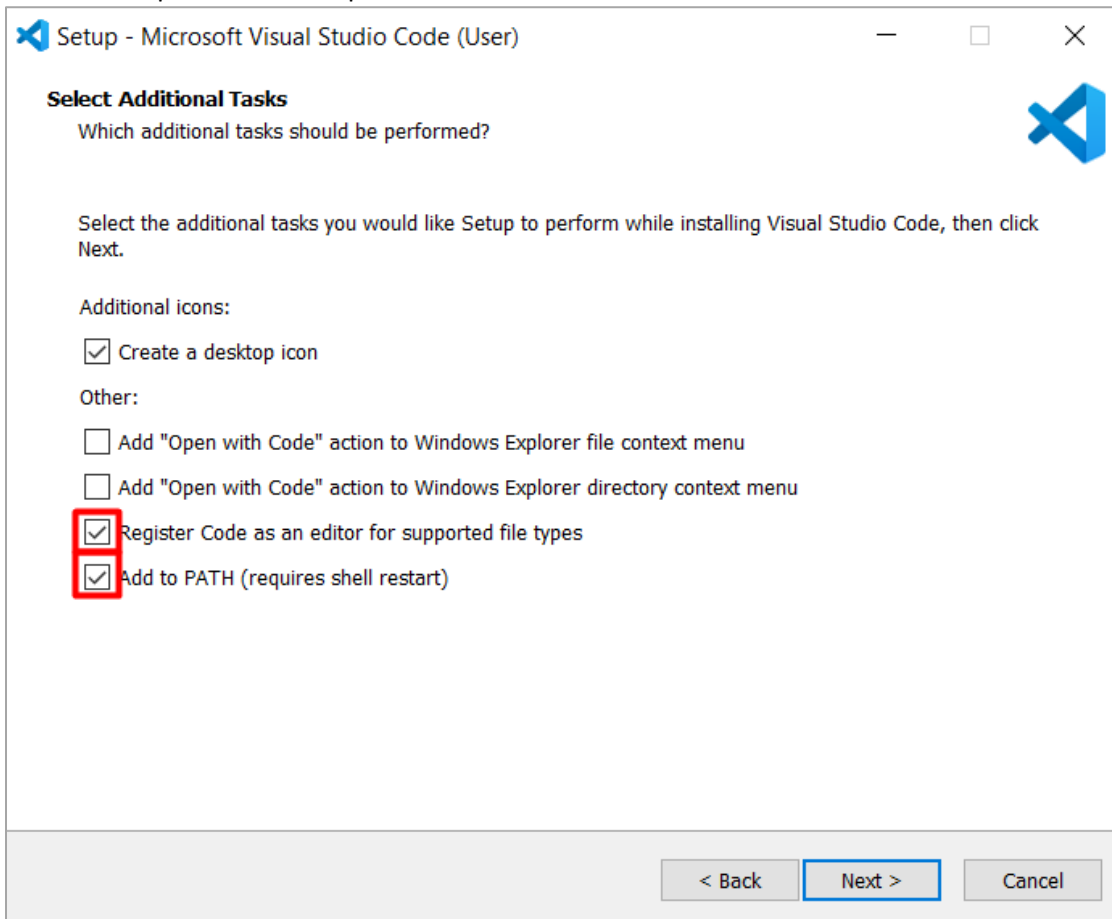 Setup - Microsoft Visual Studio Code (User)
Select Additional Tasks
Which additional tasks should be performed?
Select the additional tasks you would like Setup to perform while installing Visual Studio Code, then click
Next.
Additional icons:
Create a desktop icon
Other:
Add "Open with Code" action to Windows Explorer file context menu
Add "Open with Code" action to Windows Explorer directory context menu
Register Code as an editor for supported file types
Add to PATH (requires shell restart)
< Back Next > Cancel